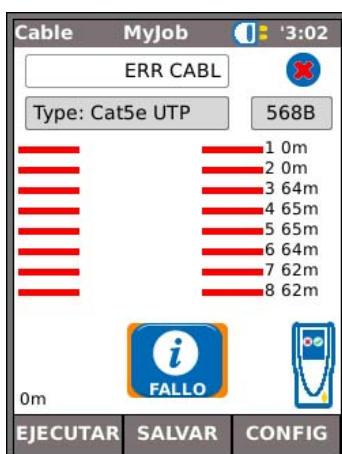 Cable MyJob '3:02
ERR CABL
Type: Cat5e UTP 568B
1 0m
2 0m
3 64m
4 65m
5 65m
6 64m
7 62m
8 62m
i
FALLO
0m
EJECUTAR SALVAR CONFIG